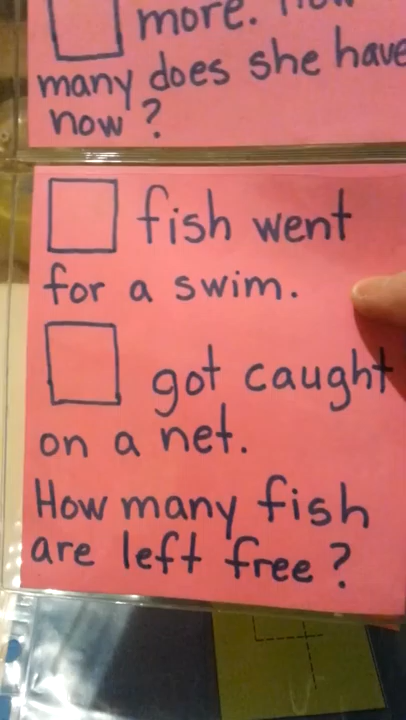 more. How
many does she have
now?
fish went
for a swim.
got caught
on a net.
How many fish
are left free?